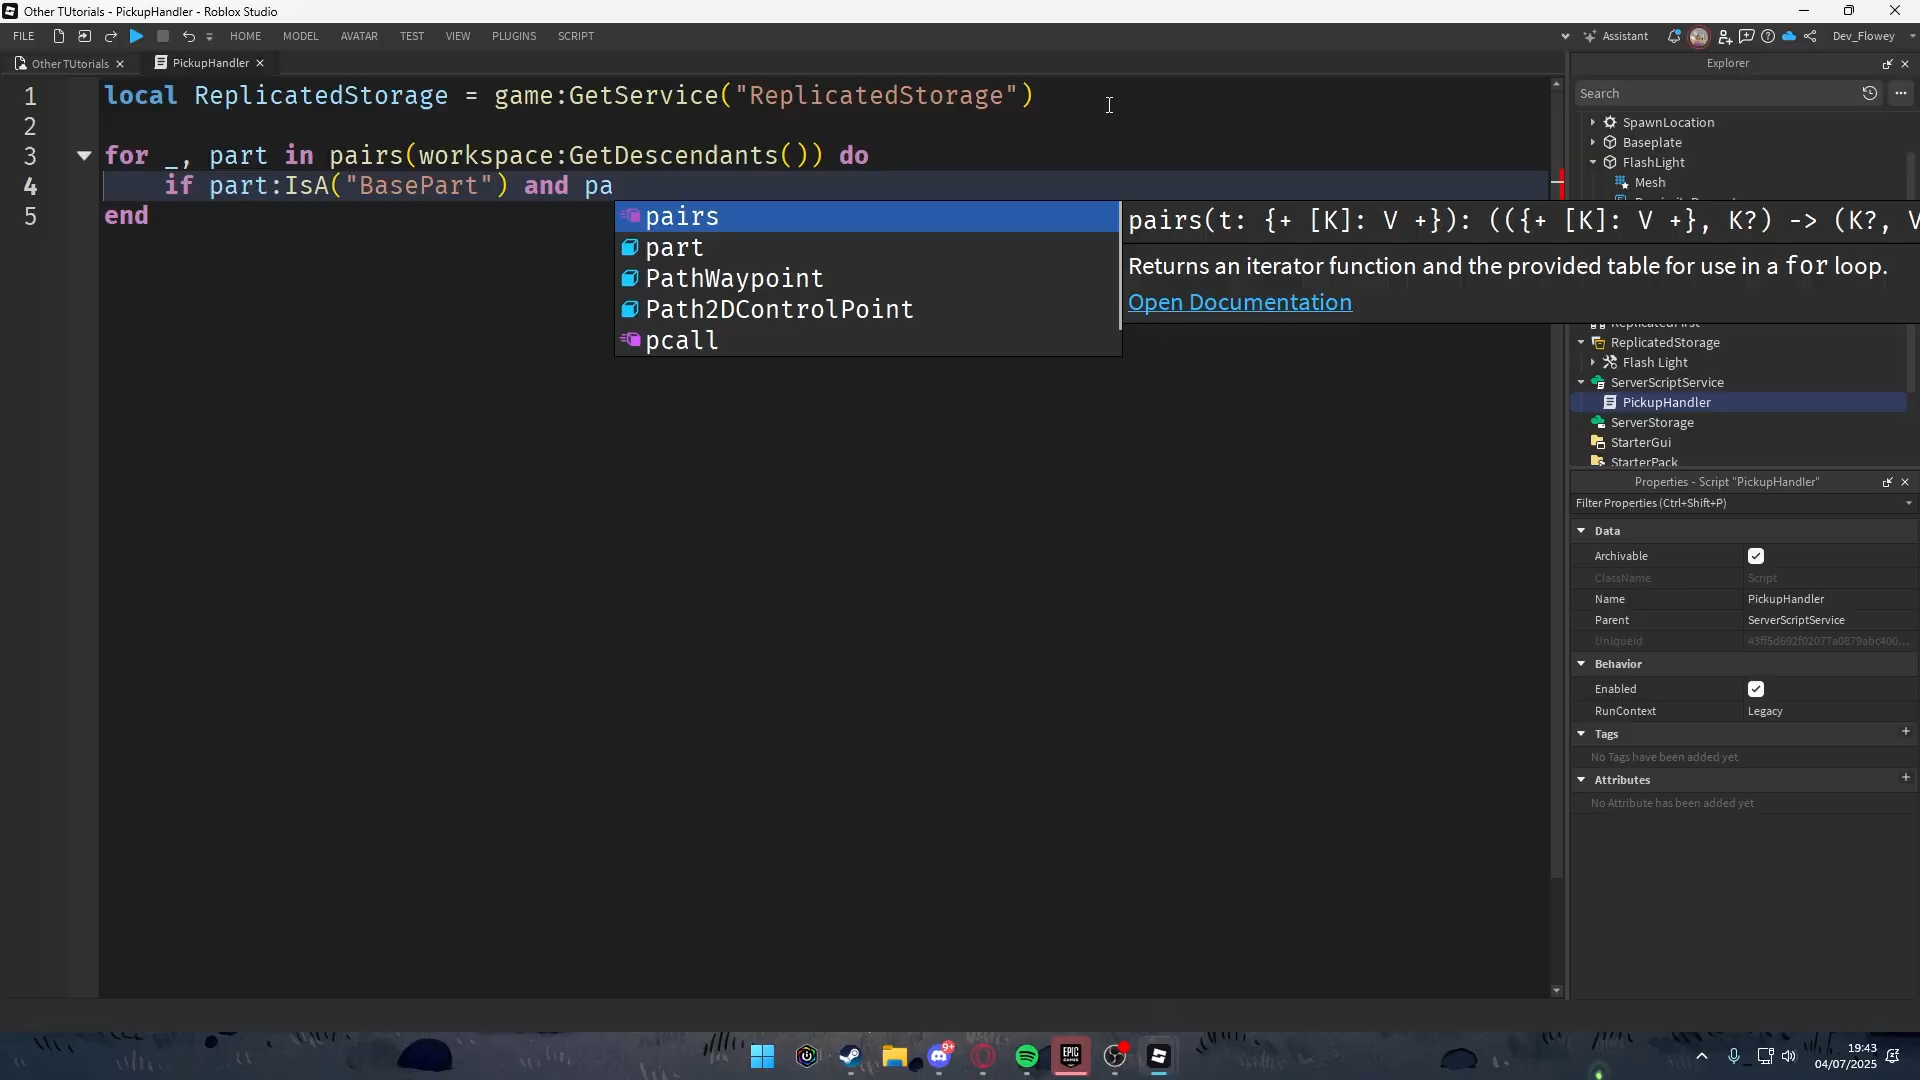 Other TUtorials - PickupHandler - Roblox Studio
FILE HOME MODEL AVATAR TEST VIEW PLUGINS SCRIPT Assistant Dev_Flowey
Other TUtorials PickupHandler
1 local ReplicatedStorage = game:GetService("ReplicatedStorage")
2
3 for _, part in pairs(workspace:GetDescendants()) do
4 if part:IsA("BasePart") and pa
5 end
pairs
part
PathWaypoint
Path2DControlPoint
pcall
pairs(t: {+ [K]: V +}): (({+ [K]: V +}, K?) -> (K?, V
Returns an iterator function and the provided table for use in a for loop.
Open Documentation
Explorer
Search
SpawnLocation
Baseplate
FlashLight
Mesh
ReplicatedFirst
ReplicatedStorage
Flash Light
ServerScriptService
PickupHandler
ServerStorage
StarterGui
StarterPack
Properties - Script "PickupHandler"
Filter Properties (Ctrl+Shift+P)
Data
Archivable
ClassName Script
Name PickupHandler
Parent ServerScriptService
UniqueId
Behavior
Enabled
RunContext Legacy
Tags
No Tags have been added yet
Attributes
No Attribute has been added yet
9+
EPIC
GAMES
19:43
04/07/2025